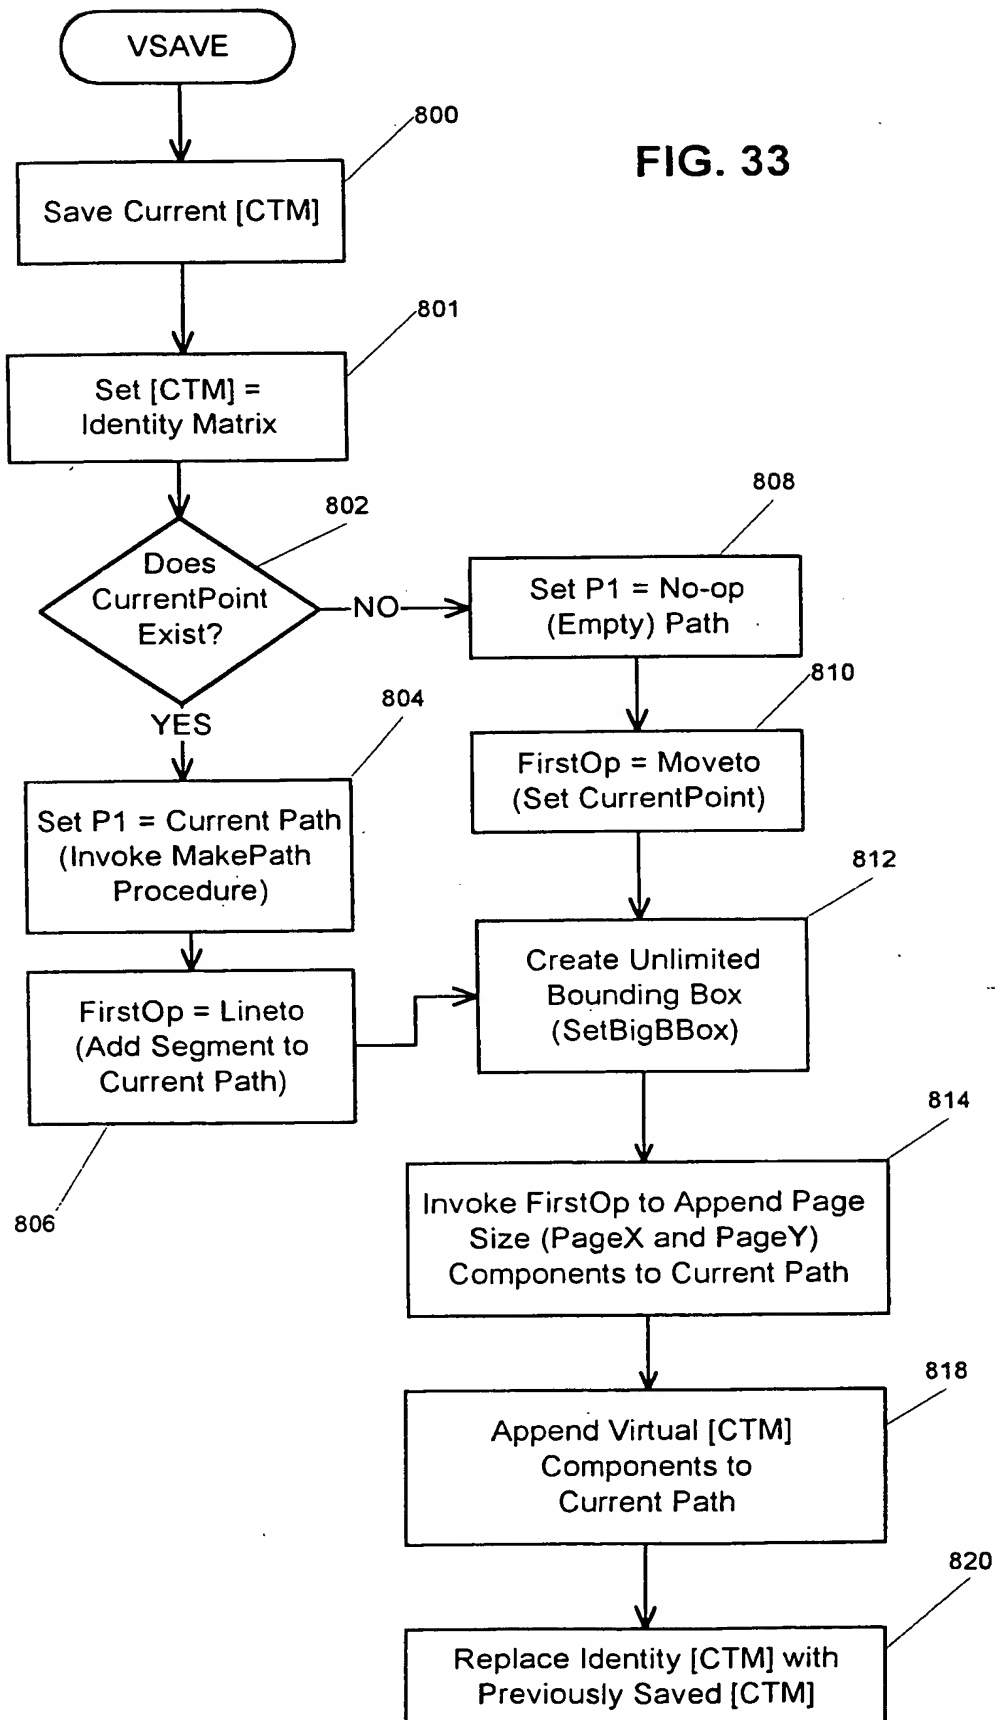 VSAVE
800
FIG. 33
Save Current [CTM]
801
Set [CTM] =
Identity Matrix
802
Does
CurrentPoint
Exist?
NO
808
Set P1 = No-op
(Empty) Path
810
FirstOp = Moveto
(Set CurrentPoint)
YES
804
Set P1 = Current Path
(Invoke MakePath
Procedure)
FirstOp = Lineto
(Add Segment to
Current Path)
806
812
Create Unlimited
Bounding Box
(SetBigBBox)
814
Invoke FirstOp to Append Page
Size (PageX and PageY)
Components to Current Path
818
Append Virtual [CTM]
Components to
Current Path
820
Replace Identity [CTM] with
Previously Saved [CTM]